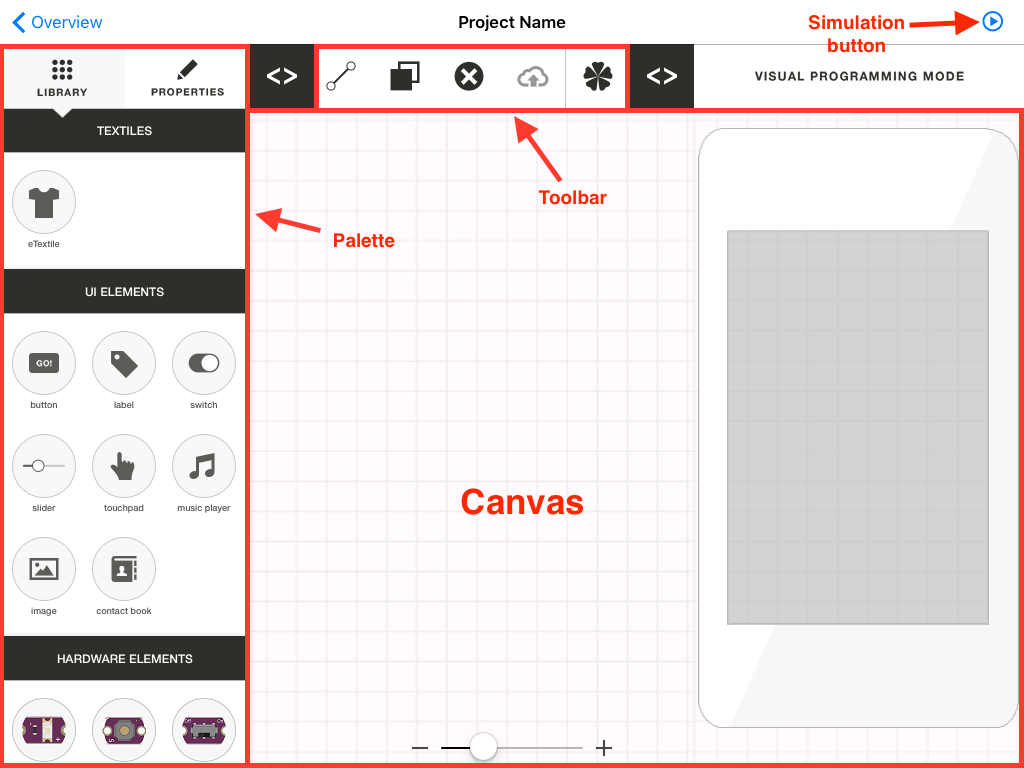 Overview
Project Name
Simulation
button
LIBRARY
PROPERTIES
<>
<>
VISUAL PROGRAMMING MODE
TEXTILES
eTextile
Toolbar
Palette
UI ELEMENTS
GO!
button
label
switch
slider
touchpad
music player
Canvas
image
contact book
HARDWARE ELEMENTS